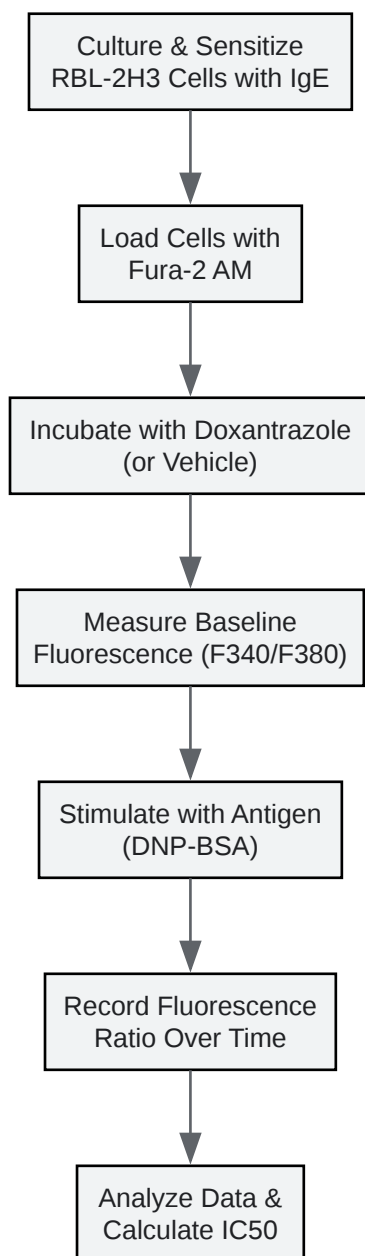 Culture & Sensitize
RBL-2H3 Cells with IgE
Load Cells with
Fura-2 AM
Incubate with Doxantrazole
(or Vehicle)
Measure Baseline
Fluorescence (F340/F380)
Stimulate with Antigen
(DNP-BSA)
Record Fluorescence
Ratio Over Time
Analyze Data &
Calculate IC50